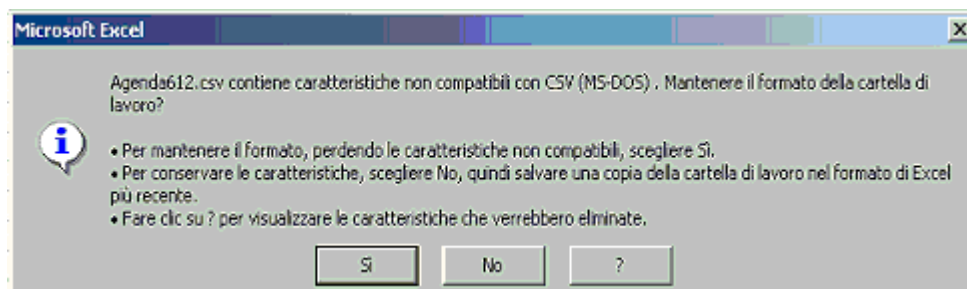 Microsoft Excel
Agenda612.csv contiene caratteristiche non compatibili con CSV (MS-DOS) . Mantenere il formato della cartella di
lavoro?
• Per mantenere il formato, perdendo le caratteristiche non compatibili, scegliere Sì.
• Per conservare le caratteristiche, scegliere No, quindi salvare una copia della cartella di lavoro nel formato di Excel
più recente.
• Fare clic su ? per visualizzare le caratteristiche che verrebbero eliminate.
Sì No ?